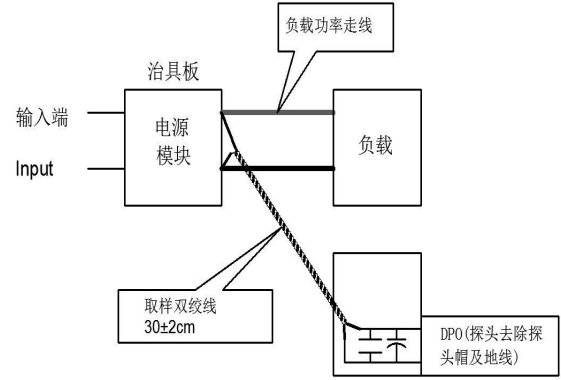 负载功率走线
治具板
输入端
电源
模块
负载
Input
取样双绞线
30±2cm
DPO(探头去除探
头帽及地线)